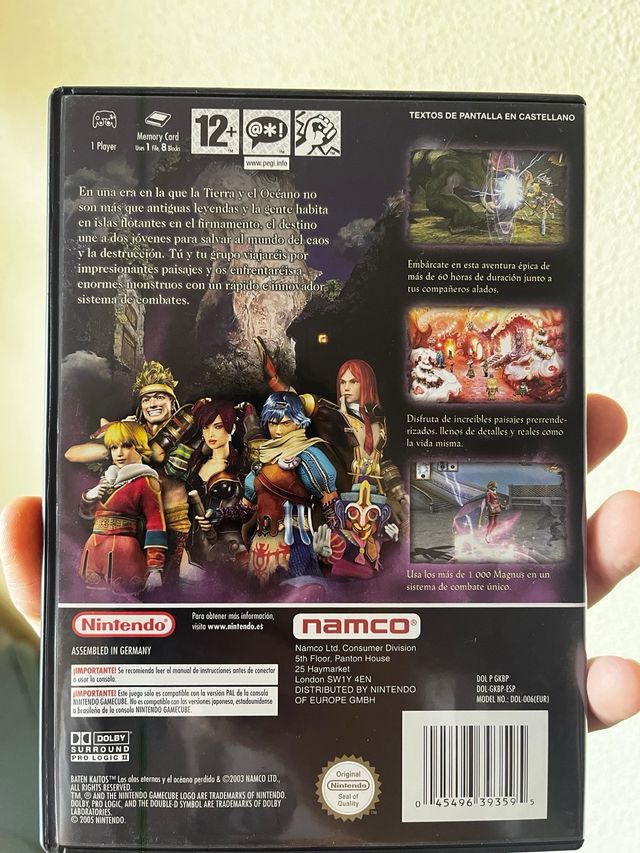 TEXTOS DE PANTALLA EN CASTELLANO
1 Player
Memory Card
Uses 1 File, 8 Blocks
12+
@*!
www.pegi.info
En una era en la que la Tierra y el Océano no
son más que antiguas leyendas y la gente habita
en islas flotantes en el firmamento, el destino
une a dos jóvenes para salvar al mundo del caos
y la destrucción. Tú y tu grupo viajaréis por
impresionantes paisajes y os enfrentaréis a
enormes monstruos con un rápido e innovador
sistema de combates.
Embárcate en esta aventura épica de
más de 60 horas de duración junto a
tus compañeros alados.
Disfruta de increíbles paisajes prerrende-
rizados, llenos de detalles y reales como
la vida misma.
Usa los más de 1 000 Magnus en un
sistema de combate único.
Nintendo®
Para obtener más información,
visita www.nintendo.es
ASSEMBLED IN GERMANY
¡IMPORTANTE! Se recomienda leer el manual de instrucciones antes de conectar
o usar la consola.
¡IMPORTANTE! Este juego sólo es compatible con la versión PAL de la consola
NINTENDO GAMECUBE. No es compatible con las versiones japonesa, estadounidense
o brasileña de la consola NINTENDO GAMECUBE.
namco®
Namco Ltd. Consumer Division
5th Floor, Panton House
25 Haymarket
London SW1Y 4EN
DISTRIBUTED BY NINTENDO
OF EUROPE GMBH
DOL P GKBP
DOL-GKBP-ESP
MODEL NO.: DOL-006(EUR)
DOLBY
SURROUND
PRO LOGIC II
BATEN KAITOS™ Las alas eternas y el océano perdido & ©2003 NAMCO LTD.,
ALL RIGHTS RESERVED.
TM, ® AND THE NINTENDO GAMECUBE LOGO ARE TRADEMARKS OF NINTENDO.
DOLBY, PRO LOGIC, AND THE DOUBLE-D SYMBOL ARE TRADEMARKS OF DOLBY
LABORATORIES.
© 2005 NINTENDO.
Original
Nintendo
Seal of
Quality
0 45496 39359 5